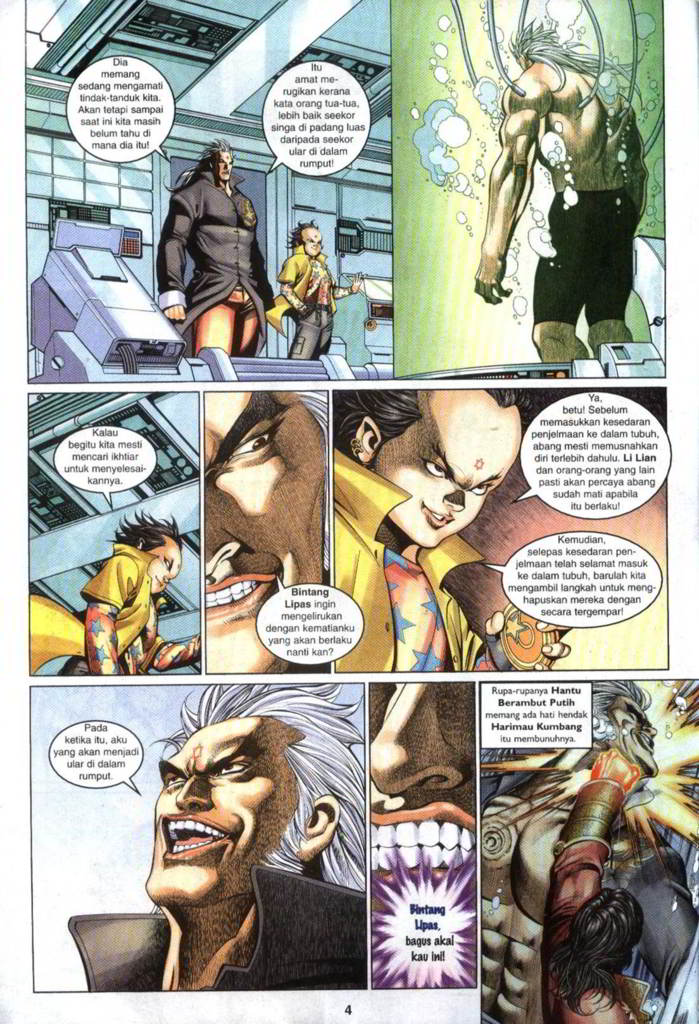 Dia
memang
sedang mengamati
tindak-tanduk kita.
Akan tetapi sampai
saat ini kita masih
belum tahu di
mana dia itu!
Itu
amat me-
rugikan kerana
kata orang tua-tua,
lebih baik seekor
singa di padang luas
daripada seekor
ular di dalam
rumput!
Kalau
begitu kita mesti
mencari ikhtiar
untuk menyelesai-
kannya.
Bintang
Lipas ingin
mengelirukan
dengan kematianku
yang akan berlaku
nanti kan?
Ya,
betu! Sebelum
memasukkan kesedaran
penjelmaan ke dalam tubuh,
abang mesti memusnahkan
diri terlebih dahulu. Li Lian
dan orang-orang yang lain
pasti akan percaya abang
sudah mati apabila
itu berlaku!
Kemudian,
selepas kesedaran pen-
jelmaan telah selamat masuk
ke dalam tubuh, barulah kita
mengambil langkah untuk meng-
hapuskan mereka dengan
secara tergempar!
Pada
ketika itu, aku
yang akan menjadi
ular di dalam
rumput.
Bintang
Lipas,
bagus akal
kau ini!
Rupa-rupanya Hantu
Berambut Putih
memang ada hati hendak
Harimau Kumbang
itu membunuhnya.
4